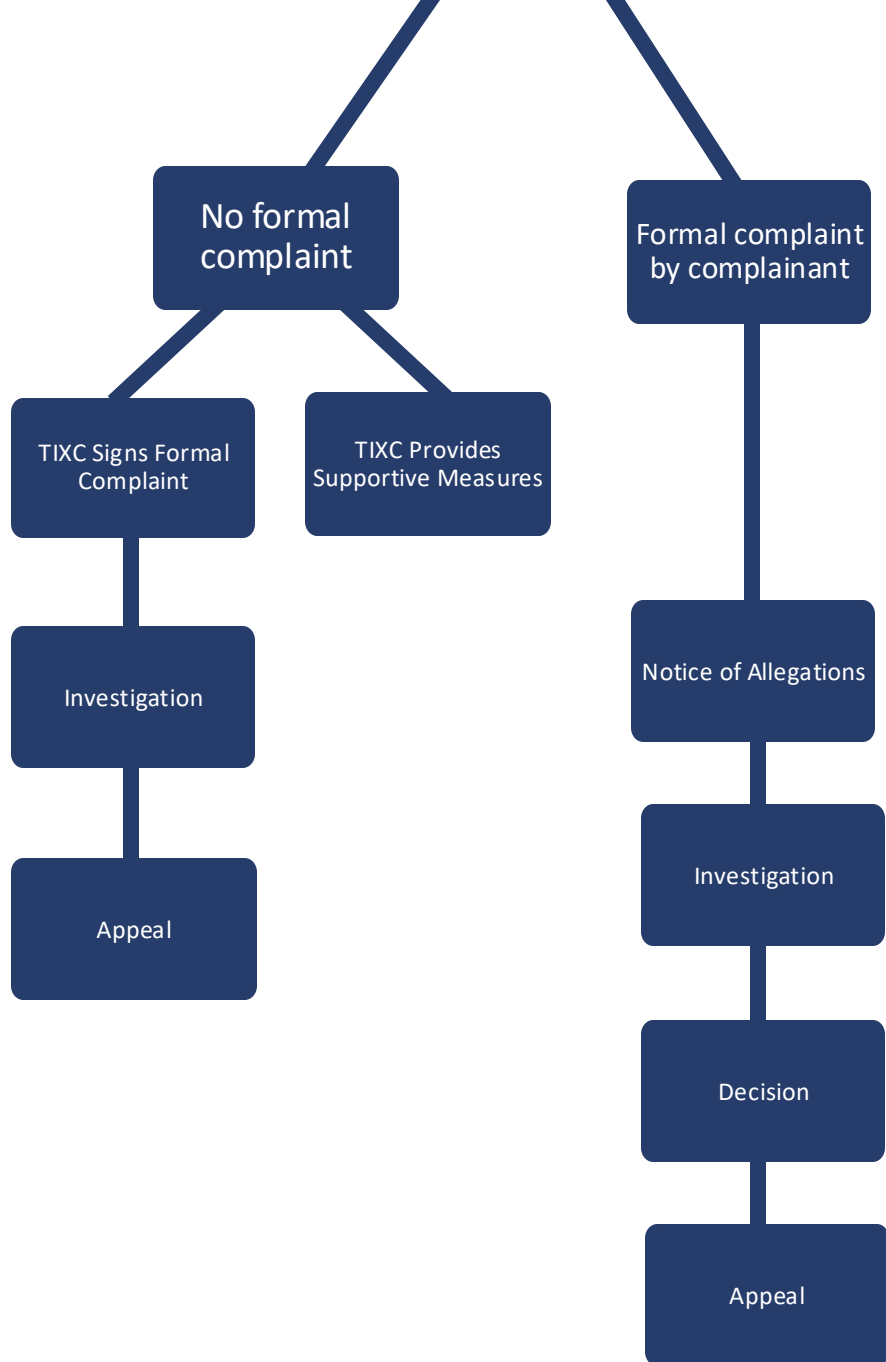 No formal
complaint
Formal complaint
by complainant
TIXC Signs Formal
Complaint
TIXC Provides
Supportive Measures
Investigation
Notice of Allegations
Appeal
Investigation
Decision
Appeal